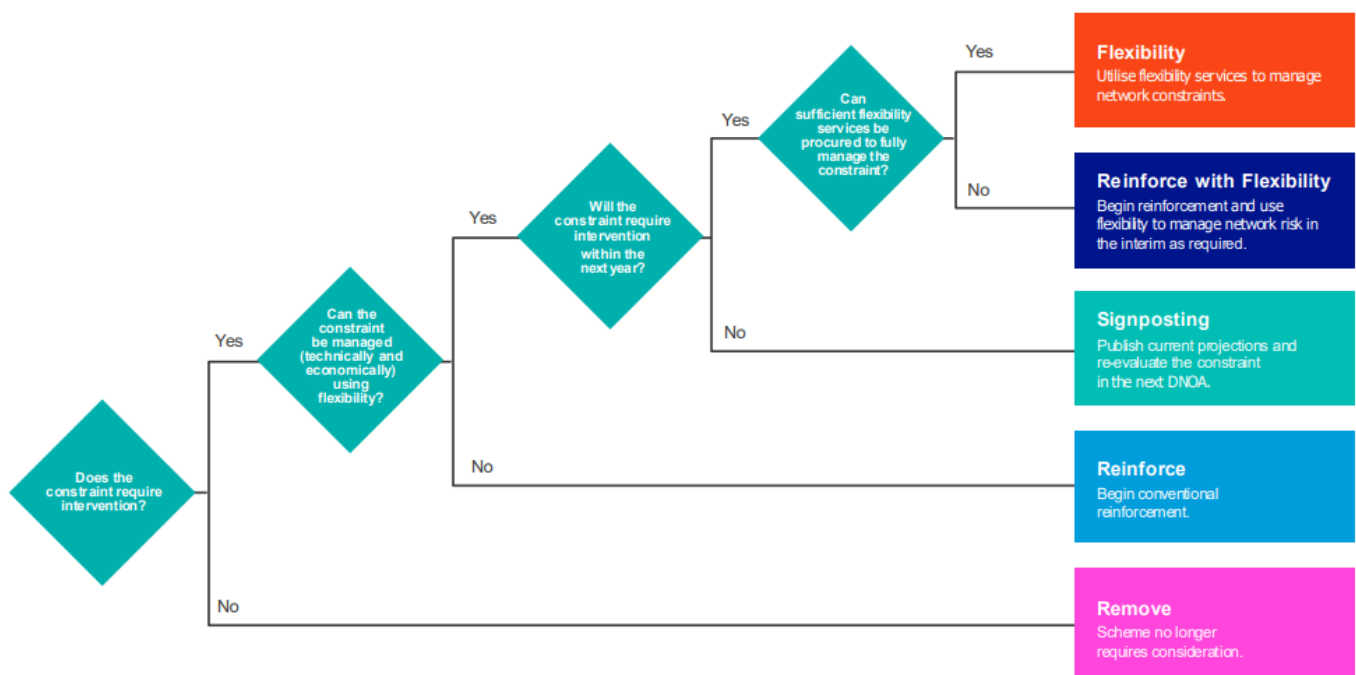 Does the
constraint require
intervention?
Yes
No
Can the
constraint
be managed
(technically and
economically)
using
flexibility?
Yes
No
Will the
constraint require
intervention
within the
next year?
Yes
No
Can
sufficient flexibility
services be
procured to fully
manage the
constraint?
Yes
No
Flexibility
Utilise flexibility services to manage
network constraints.
Reinforce with Flexibility
Begin reinforcement and use
flexibility to manage network risk in
the interim as required.
Signposting
Publish current projections and
re-evaluate the constraint
in the next DNOA.
Reinforce
Begin conventional
reinforcement.
Remove
Scheme no longer
requires consideration.